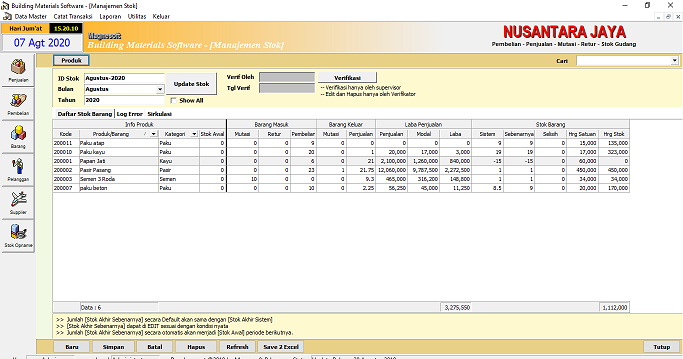 Building Materials Software - [Manajemen Stok]
Data Master Catat Transaksi Laporan Utilities Keluar
Hari Jum'at 15.20.10
07 Agt 2020
Magnesoft
Building Materials Software - [Manajemen Stok]
NUSANTARA JAYA
Pembelian - Penjualan - Mutasi - Retur - Stok Gudang
Penjualan
Pembelian
Barang
Pelanggan
Supplier
Stok Opname
Produk
Cari
ID Stok Agustus-2020
Bulan Agustus
Tahun 2020
Update Stok
Show All
Verif Oleh
Tgl Verif
Verifikasi
-- Verifikasi hanya oleh supervisor
-- Edit dan Hapus hanya oleh Verifikator
Daftar Stok Barang Log Error Sirkulasi
Info Produk Barang Masuk Barang Keluar Laba Penjualan Stok Barang
Kode Produk/Barang Kategori Stok Awal Mutasi Retur Pembelian Mutasi Penjualan Penjualan Modal Laba Sistem Sebenarnya Selisih Hrg Satuan Hrg Stok
200011 Paku atap Paku 0 0 0 9 0 0 0 0 0 9 9 0 15,000 135,000
200010 Paku kayu Paku 0 0 0 20 0 1 20,000 17,000 3,000 19 19 0 17,000 323,000
200001 Papan Jati Kayu 0 0 0 6 0 21 2,100,000 1,260,000 840,000 -15 -15 0 60,000 0
200002 Pasir Pasang Pasir 0 0 0 23 1 21.75 12,060,000 9,787,500 2,272,500 1 1 0 450,000 450,000
200003 Semen 3 Roda Semen 0 10 0 0 0 9.3 465,000 316,200 148,800 1 1 0 34,000 34,000
200007 paku beton Paku 0 0 0 10 0 2.25 56,250 45,000 11,250 8.5 9 0 20,000 170,000
Data : 6 3,275,550 1,112,000
>> Jumlah [Stok Akhir Sebenarnya] secara Default akan sama dengan [Stok Akhir Sistem]
>> [Stok Akhir Sebenarnya] dapat di EDIT sesuai dengan kondisi nyata
>> Jumlah [Stok Akhir Sebenarnya] secara otomatis akan menjadi [Stok Awal] periode berikutnya.
Baru Simpan Batal Hapus Refresh Save 2 Excel Tutup